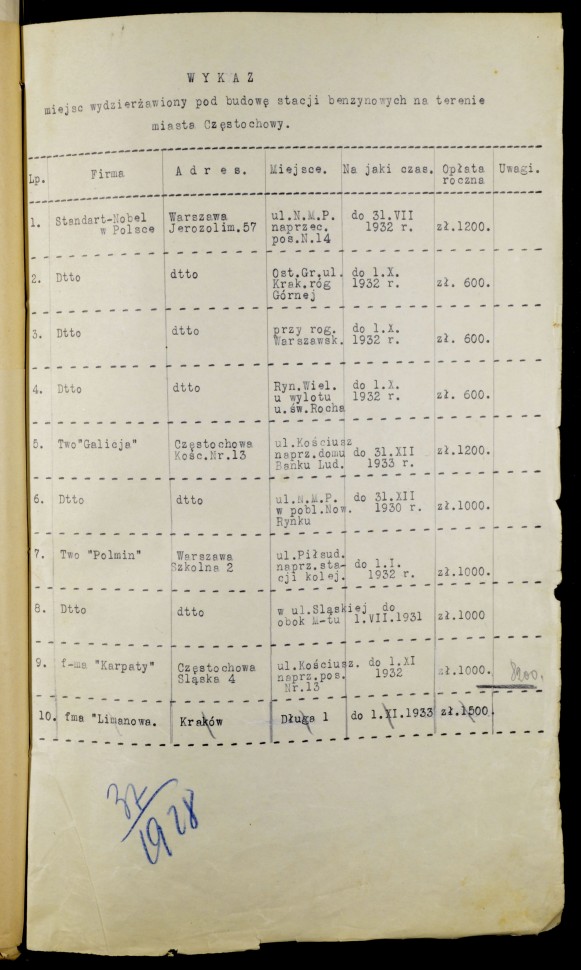 W Y K A Z
miejsc wydzierżawiony pod budowę stacji benzynowych na terenie
miasta Częstochowy.
Lp. Firma A d r e s. Miejsce. Na jaki czas. Opłata roczna Uwagi.
1. Standart-Nobel Warszawa ul.N.M.P. do 31.VII
w Polsce Jerozolim.57 naprzec. 1932 r. zł.1200.
pos.N.14
2. Dtto dtto Ost.Gr.ul. do 1.X.
Krak.róg 1932 r. zł. 600.
Górnej
3. Dtto dtto przy rog. do 1.X.
Warszawsk. 1932 r. zł. 600.
4. Dtto dtto Ryn.Wiel. do 1.X.
u wylotu 1932 r. zł. 600.
u.św.Rocha
5. Two"Galicja" Częstochowa ul.Kościusz
Kośc.Nr.13 naprz.domu do 31.XII zł.1200.
Banku Lud. 1933 r.
6. Dtto dtto ul.N.M.P. do 31.XII
w pobl.Now. 1930 r. zł.1000.
Rynku
7. Two "Polmin" Warszawa ul.Piłsud.
Szkolna 2 naprz.sta- do 1.I.
cji kolej. 1932 r. zł.1000.
8. Dtto dtto w ul.Sląskiej do
obok M-tu 1.VII.1931 zł.1000
9. f-ma "Karpaty" Częstochowa ul.Kościusz. do 1.XI
Sląska 4 naprz.pos. 1932 zł.1000. 8200.
Nr.13
10. fma "Limanowa. Kraków Długa 1 do 1.XI.1933 zł.1500.
37/1928